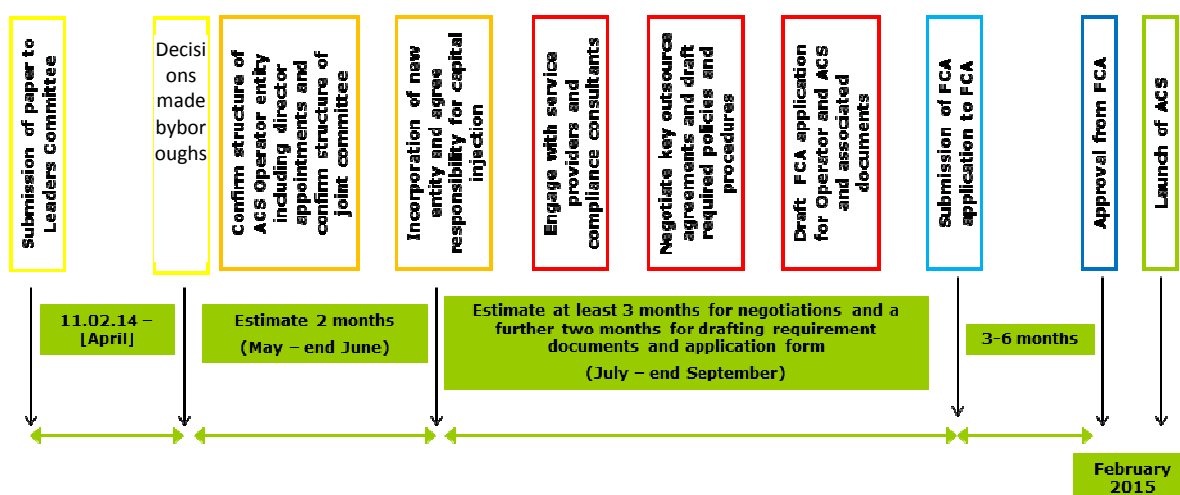 Submission of paper to
Leaders Committee
Decisi
ons
made
bybor
oughs
Confirm structure of
ACS Operator entity
including director
appointments and
confirm structure of
joint committee
Incorporation of new
entity and agree
responsibility for capital
injection
Engage with service
providers and
compliance consultants
Negotiate key outsource
agreements and draft
required policies and
procedures
Draft FCA application
for Operator and ACS
and associated
documents
Submission of FCA
application to FCA
Approval from FCA
Launch of ACS
11.02.14 –
[April]
Estimate 2 months
(May – end June)
Estimate at least 3 months for negotiations and a
further two months for drafting requirement
documents and application form
(July – end September)
3-6 months
February
2015